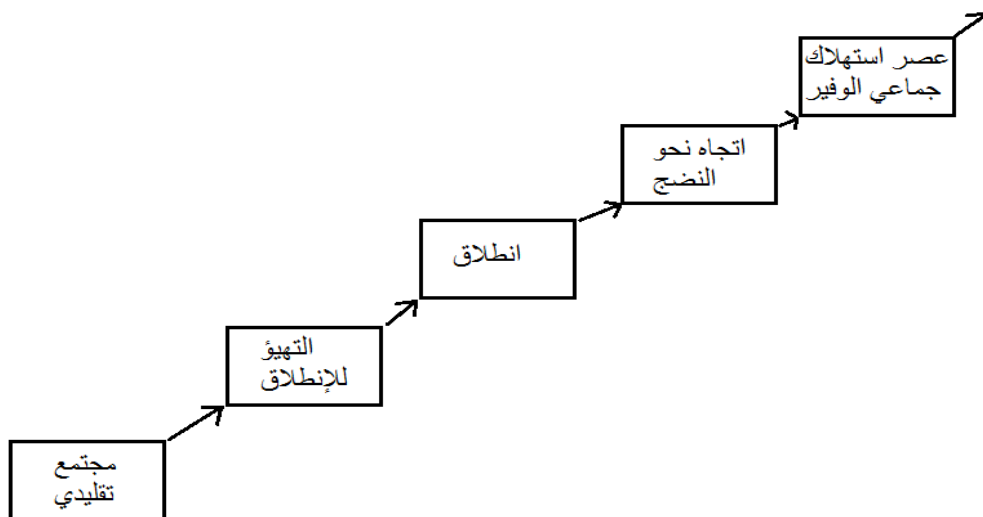 عصر استهلاك
جماعي الوفير
اتجاه نحو
النضج
انطلاق
التهيؤ
للإنطلاق
مجتمع
تقليدي